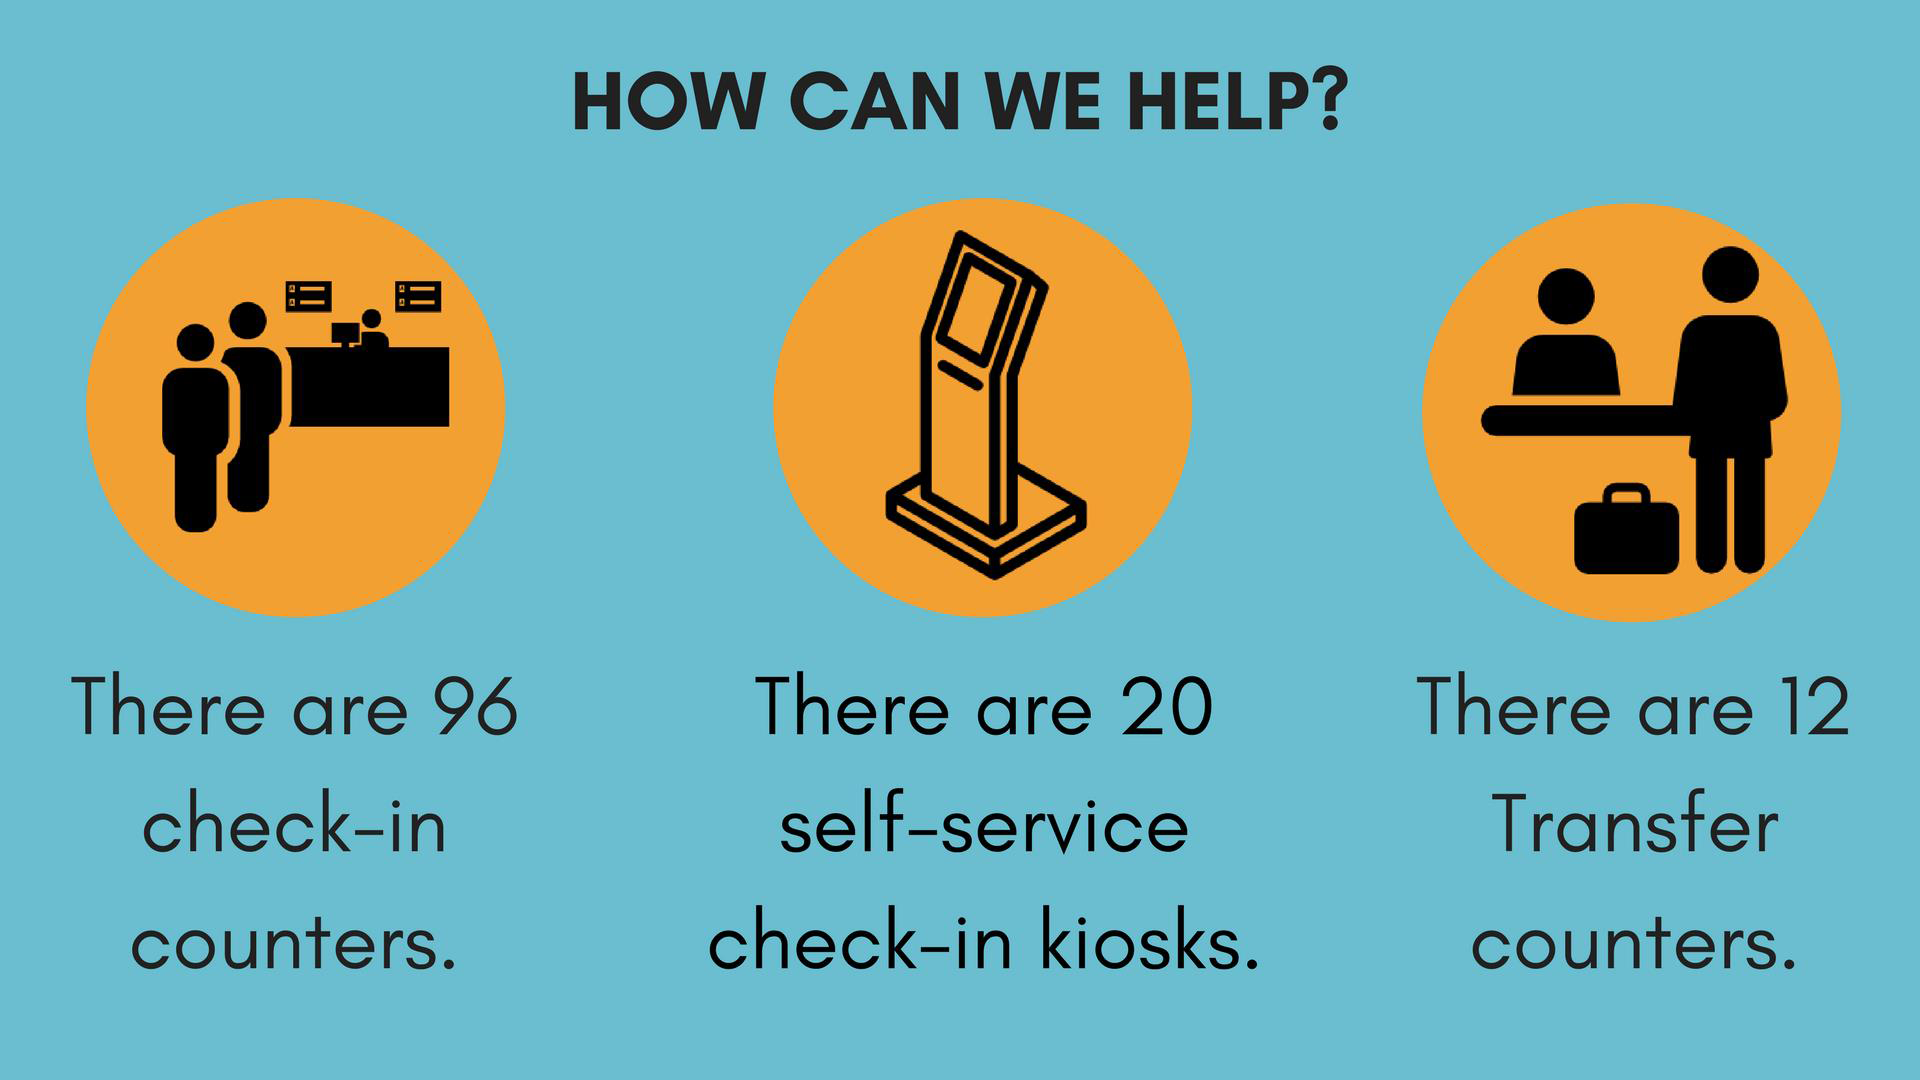 HOW CAN WE HELP?
There are 96
check-in
counters.
There are 20
self-service
check-in kiosks.
There are 12
Transfer
counters.